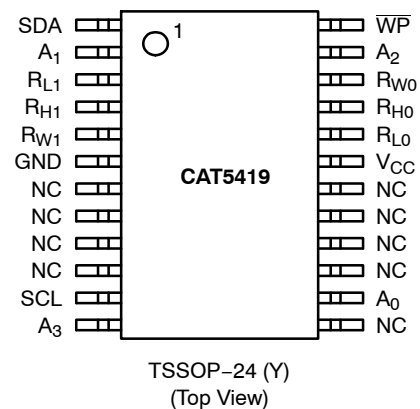 SDA 1 W̅P̅
A1 A2
RL1 RW0
RH1 RH0
RW1 RL0
GND VCC
CAT5419
NC NC
NC NC
NC NC
NC NC
SCL A0
A3 NC
TSSOP−24 (Y)
(Top View)